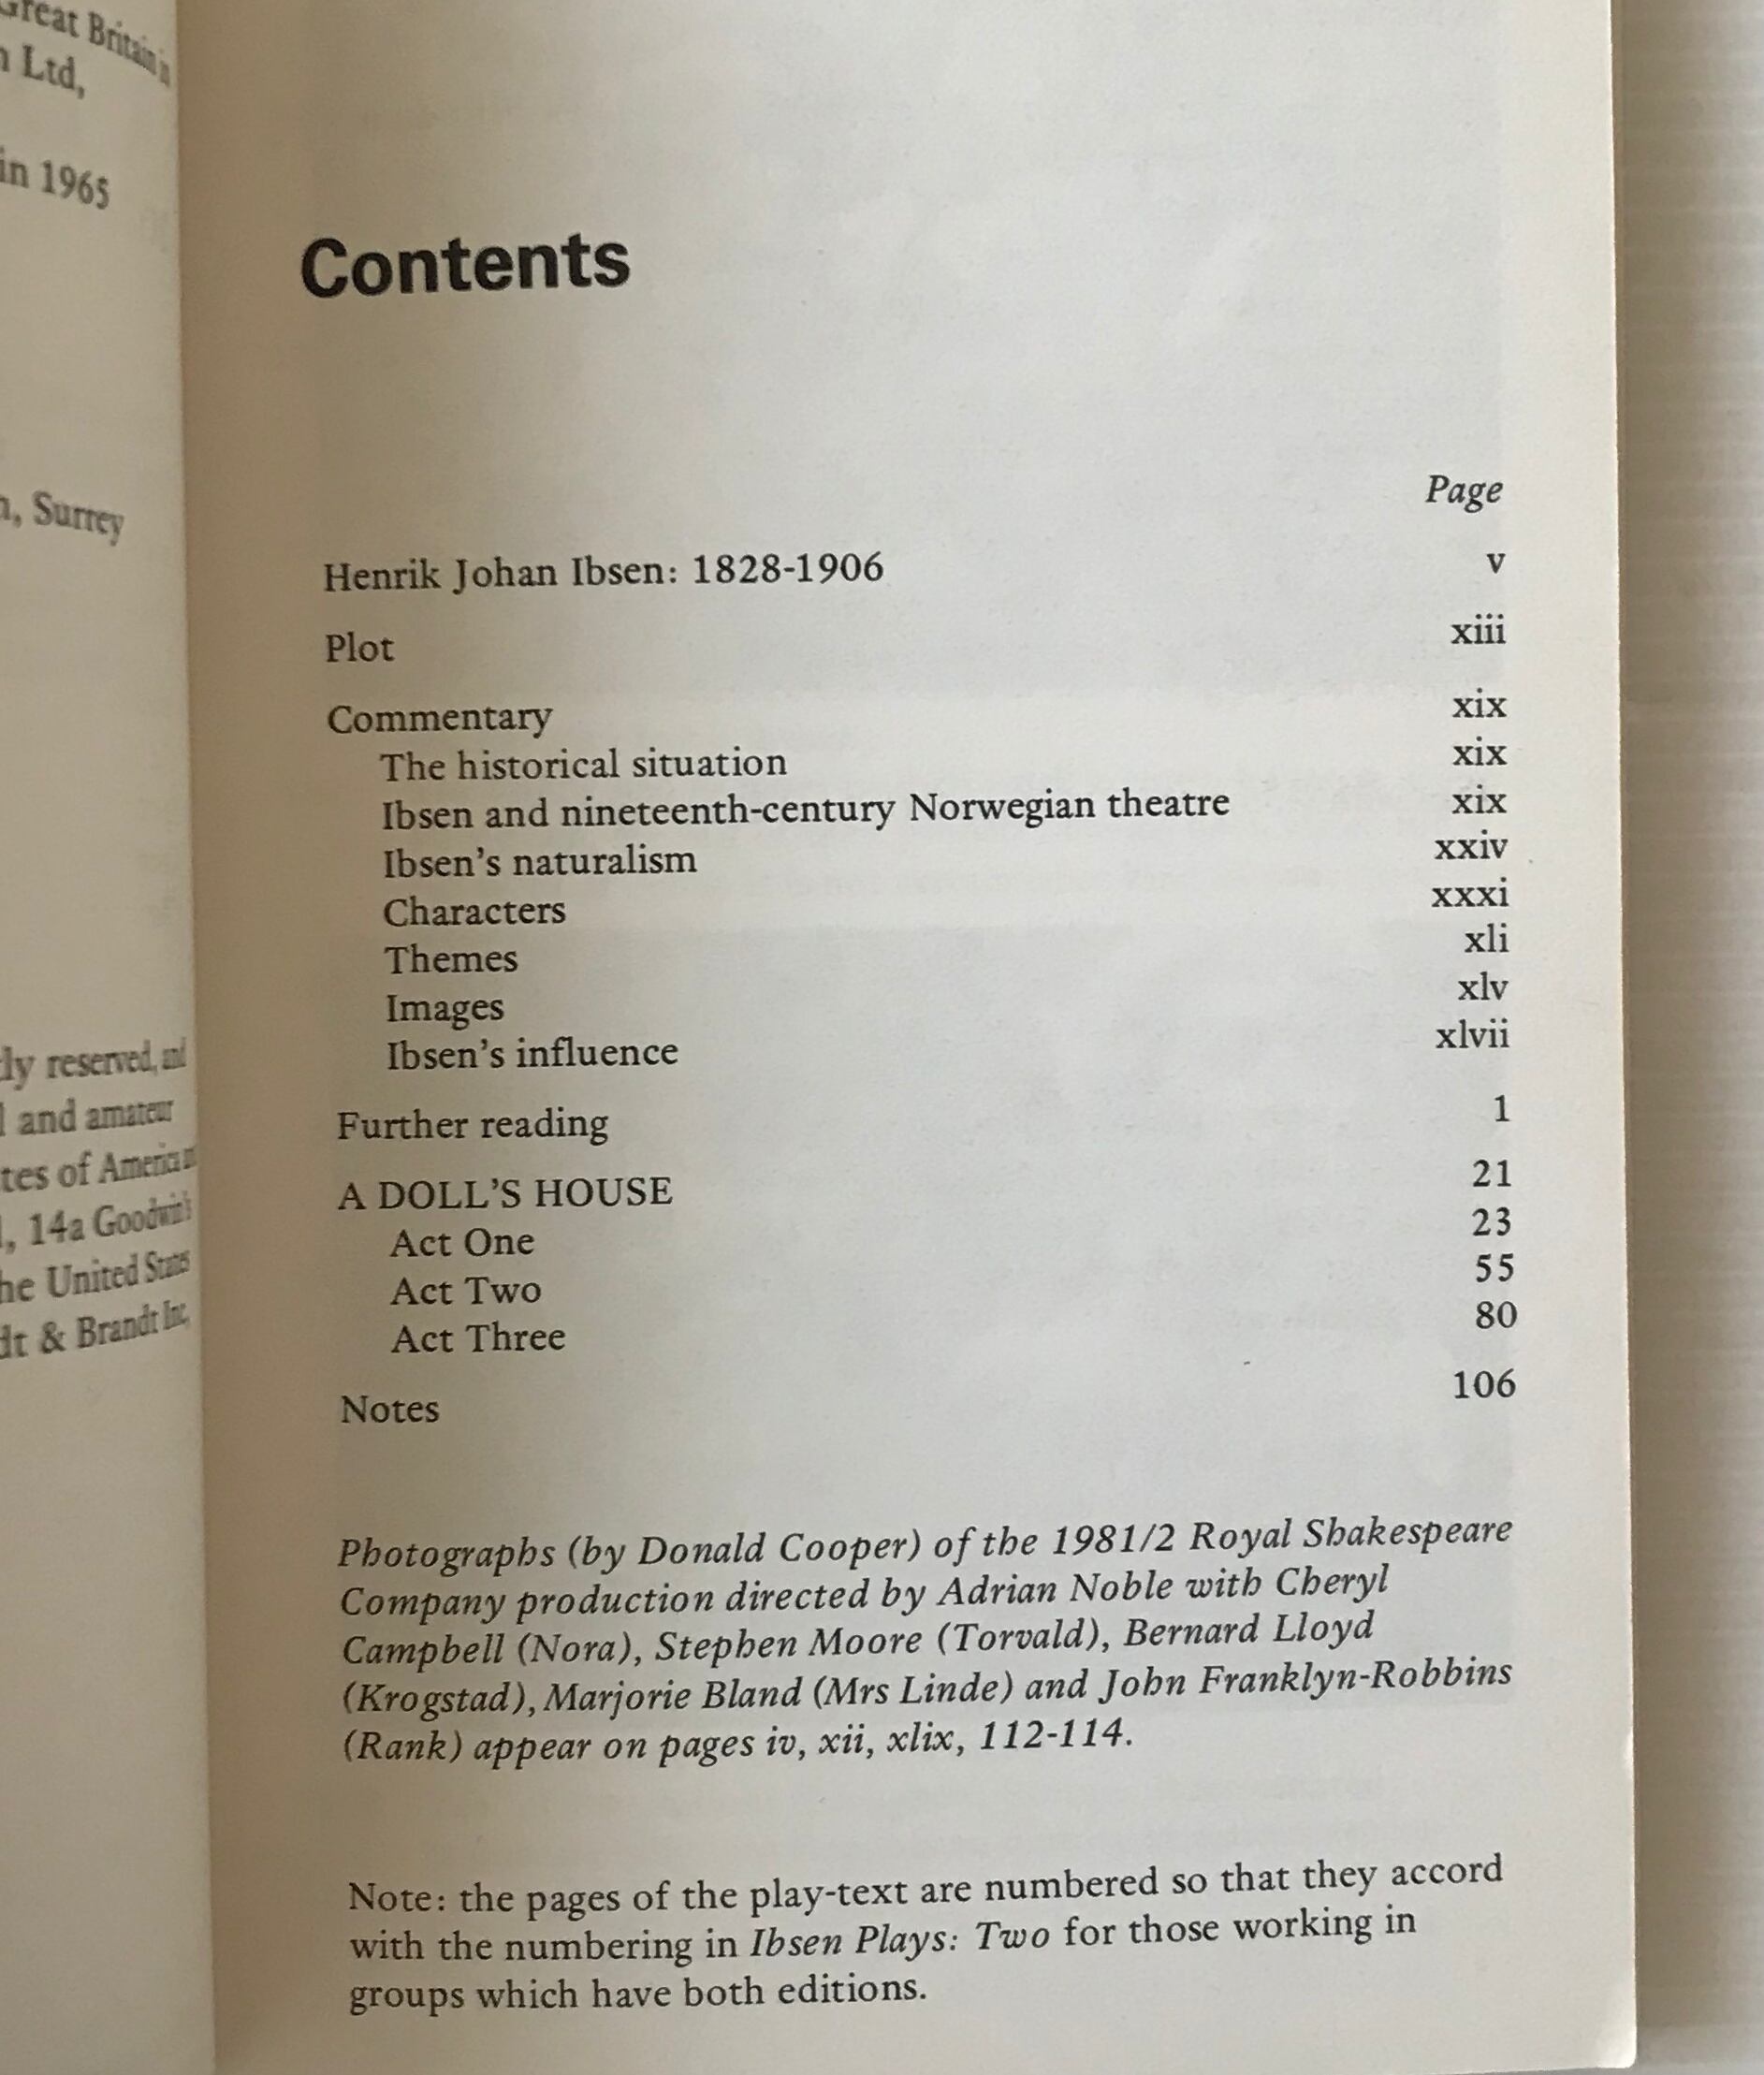 Great Britain in
Ltd,
in 1965
Surrey
reserved, and
and amateur
of America
14a Goodwin's
United States
& Brandt Inc,
Contents
Page
Henrik Johan Ibsen: 1828-1906 v
Plot xiii
Commentary xix
The historical situation xix
Ibsen and nineteenth-century Norwegian theatre xix
Ibsen's naturalism xxiv
Characters xxxi
Themes xli
Images xlv
Ibsen's influence xlvii
Further reading 1
A DOLL'S HOUSE 21
Act One 23
Act Two 55
Act Three 80
Notes 106
Photographs (by Donald Cooper) of the 1981/2 Royal Shakespeare
Company production directed by Adrian Noble with Cheryl
Campbell (Nora), Stephen Moore (Torvald), Bernard Lloyd
(Krogstad), Marjorie Bland (Mrs Linde) and John Franklyn-Robbins
(Rank) appear on pages iv, xii, xlix, 112-114.
Note: the pages of the play-text are numbered so that they accord
with the numbering in Ibsen Plays: Two for those working in
groups which have both editions.